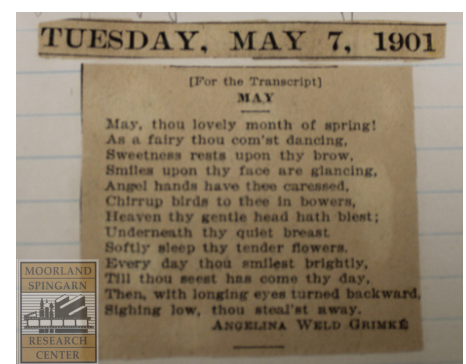 TUESDAY, MAY 7, 1901
[For the Transcript]
MAY
May, thou lovely month of spring!
As a fairy thou com'st dancing,
Sweetness rests upon thy brow,
Smiles upon thy face are glancing,
Angel hands have thee caressed,
Chirrup birds to thee in bowers,
Heaven thy gentle head hath blest;
Underneath thy quiet breast
Softly sleep thy tender flowers.
Every day thou smilest brightly,
Till thou seest has come thy day,
Then, with longing eyes turned backward,
Sighing low, thou steal'st away.
ANGELINA WELD GRIMKÉ
MOORLAND
SPINGARN
RESEARCH
CENTER